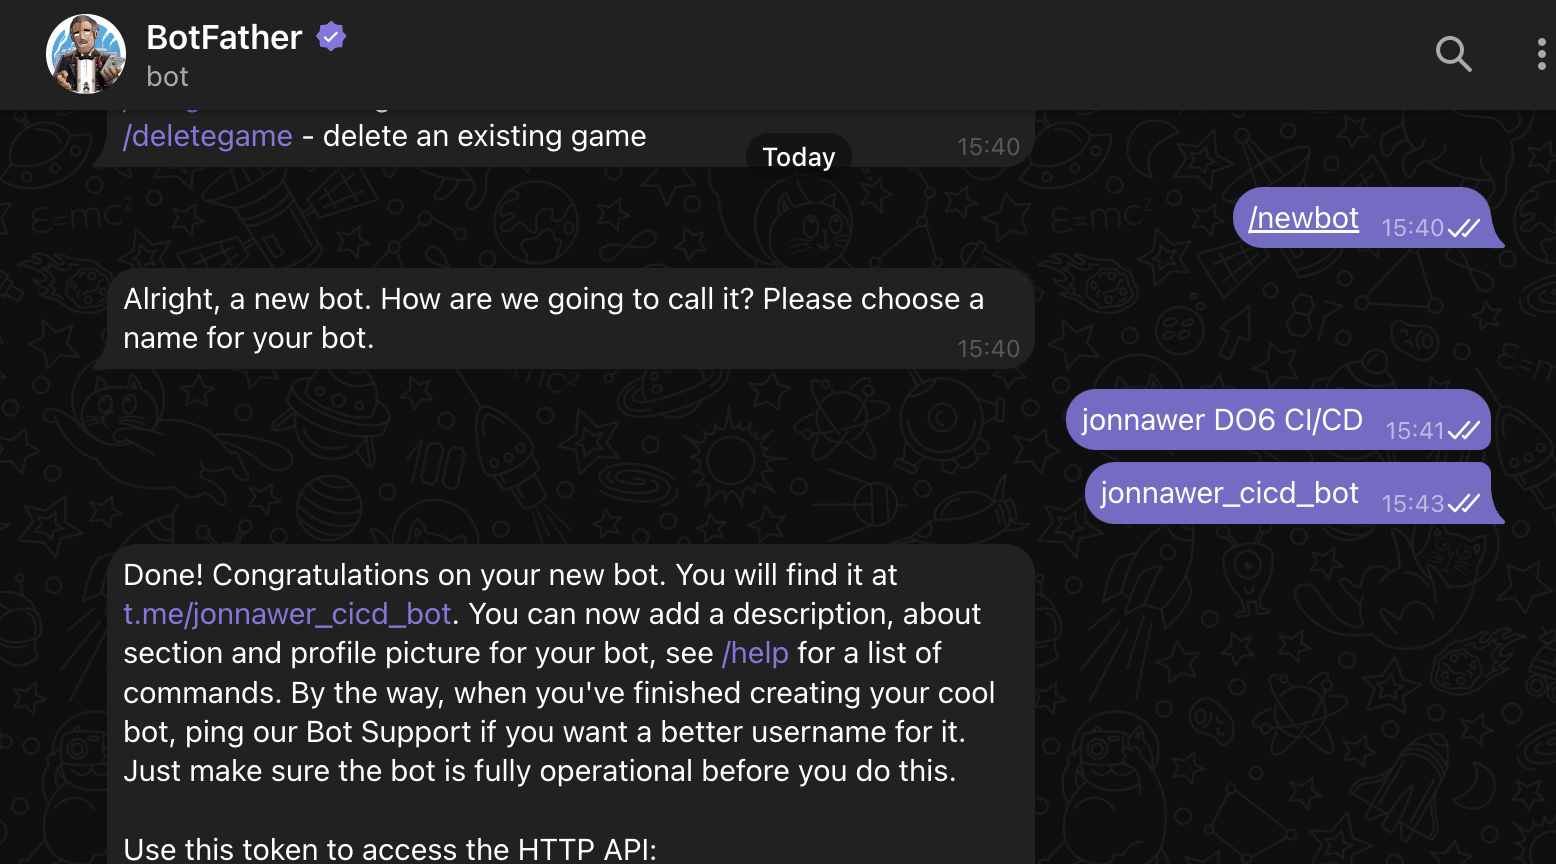 BotFather
bot
/deletegame - delete an existing game
15:40
Today
/newbot 15:40
Alright, a new bot. How are we going to call it? Please choose a
name for your bot.
15:40
jonnawer DO6 CI/CD 15:41
jonnawer_cicd_bot 15:43
Done! Congratulations on your new bot. You will find it at
t.me/jonnawer_cicd_bot. You can now add a description, about
section and profile picture for your bot, see /help for a list of
commands. By the way, when you've finished creating your cool
bot, ping our Bot Support if you want a better username for it.
Just make sure the bot is fully operational before you do this.
Use this token to access the HTTP API: